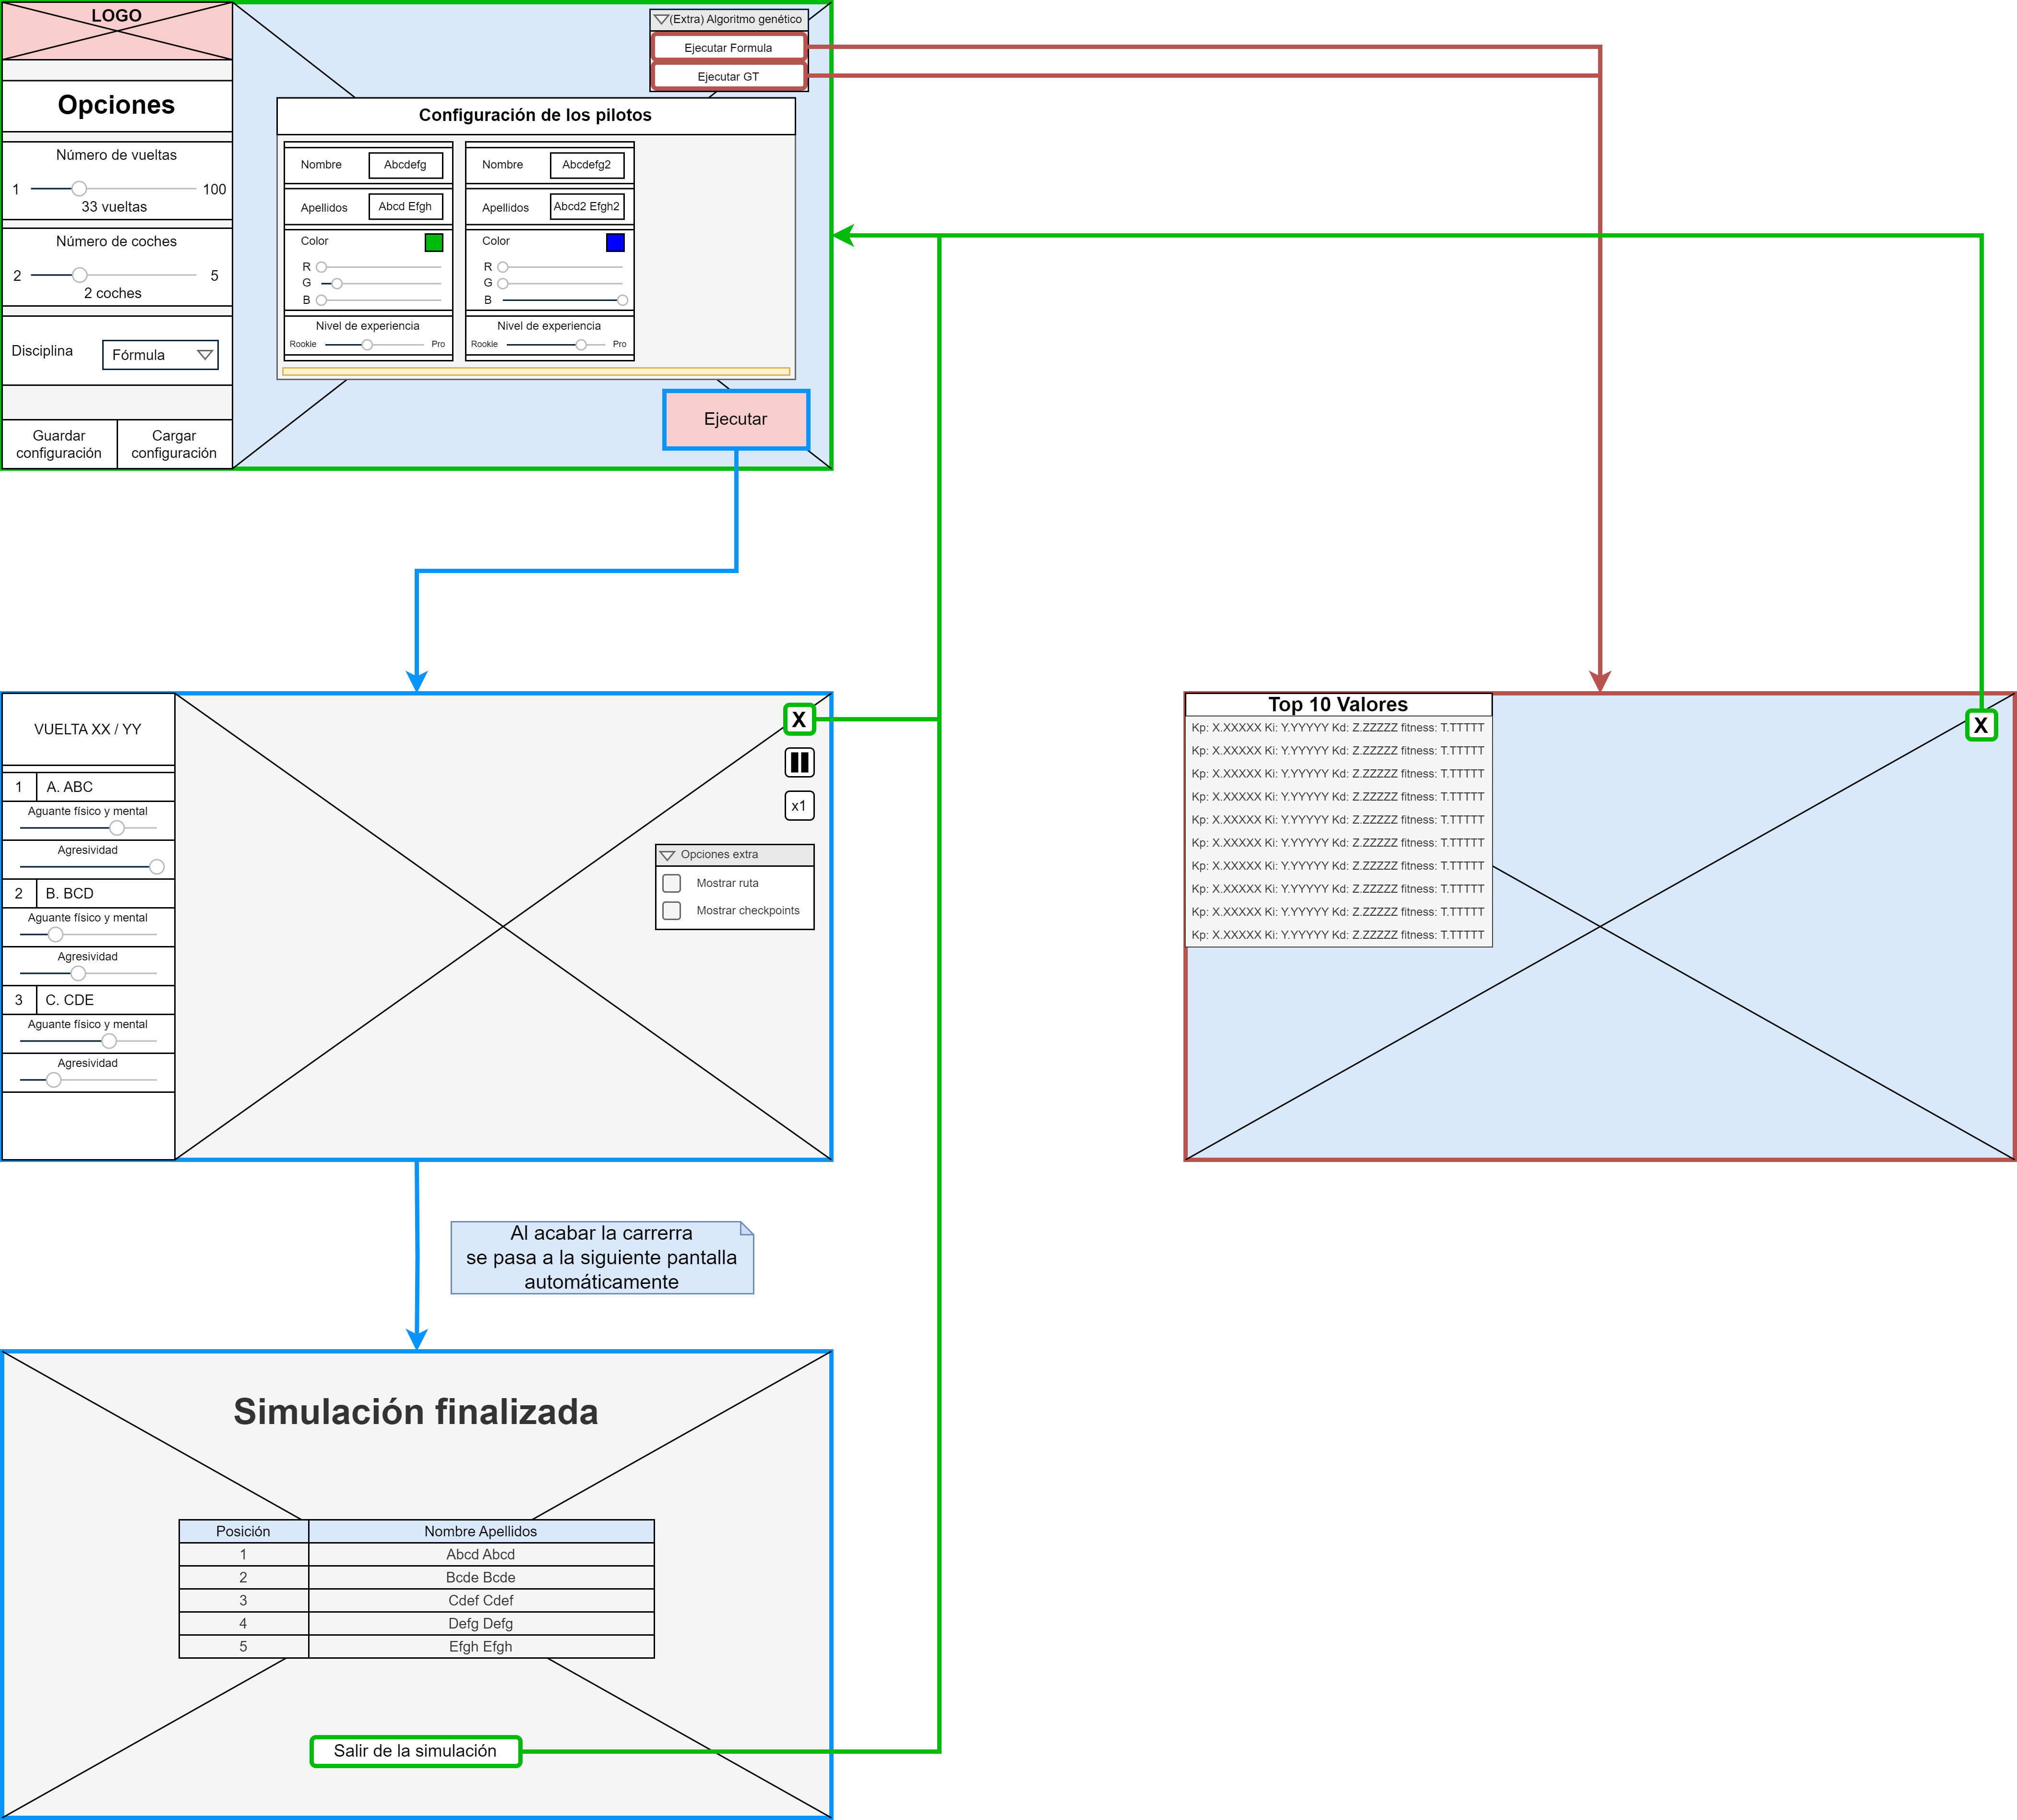 LOGO
Opciones
Número de vueltas
1
100
33 vueltas
Número de coches
2
5
2 coches
Disciplina
Fórmula
Guardar
configuración
Cargar
configuración
(Extra) Algoritmo genético
Ejecutar Formula
Ejecutar GT
Configuración de los pilotos
Nombre
Abcdefg
Apellidos
Abcd Efgh
Color
R
G
B
Nivel de experiencia
Rookie
Pro
Nombre
Abcdefg2
Apellidos
Abcd2 Efgh2
Color
R
G
B
Nivel de experiencia
Rookie
Pro
Ejecutar
VUELTA XX / YY
1
A. ABC
Aguante físico y mental
Agresividad
2
B. BCD
Aguante físico y mental
Agresividad
3
C. CDE
Aguante físico y mental
Agresividad
X
x1
Opciones extra
Mostrar ruta
Mostrar checkpoints
Top 10 Valores
Kp: X.XXXXX Ki: Y.YYYYY Kd: Z.ZZZZZ fitness: T.TTTTT
Kp: X.XXXXX Ki: Y.YYYYY Kd: Z.ZZZZZ fitness: T.TTTTT
Kp: X.XXXXX Ki: Y.YYYYY Kd: Z.ZZZZZ fitness: T.TTTTT
Kp: X.XXXXX Ki: Y.YYYYY Kd: Z.ZZZZZ fitness: T.TTTTT
Kp: X.XXXXX Ki: Y.YYYYY Kd: Z.ZZZZZ fitness: T.TTTTT
Kp: X.XXXXX Ki: Y.YYYYY Kd: Z.ZZZZZ fitness: T.TTTTT
Kp: X.XXXXX Ki: Y.YYYYY Kd: Z.ZZZZZ fitness: T.TTTTT
Kp: X.XXXXX Ki: Y.YYYYY Kd: Z.ZZZZZ fitness: T.TTTTT
Kp: X.XXXXX Ki: Y.YYYYY Kd: Z.ZZZZZ fitness: T.TTTTT
Kp: X.XXXXX Ki: Y.YYYYY Kd: Z.ZZZZZ fitness: T.TTTTT
X
Al acabar la carrerra
se pasa a la siguiente pantalla
automáticamente
Simulación finalizada
Posición Nombre Apellidos
1 Abcd Abcd
2 Bcde Bcde
3 Cdef Cdef
4 Defg Defg
5 Efgh Efgh
Salir de la simulación